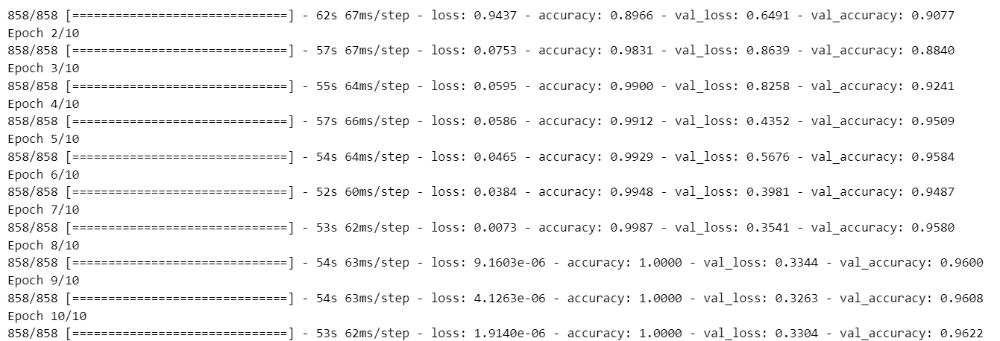 858/858 [==============================] - 62s 67ms/step - loss: 0.9437 - accuracy: 0.8966 - val_loss: 0.6491 - val_accuracy: 0.9077
Epoch 2/10
858/858 [==============================] - 57s 67ms/step - loss: 0.0753 - accuracy: 0.9831 - val_loss: 0.8639 - val_accuracy: 0.8840
Epoch 3/10
858/858 [==============================] - 55s 64ms/step - loss: 0.0595 - accuracy: 0.9900 - val_loss: 0.8258 - val_accuracy: 0.9241
Epoch 4/10
858/858 [==============================] - 57s 66ms/step - loss: 0.0586 - accuracy: 0.9912 - val_loss: 0.4352 - val_accuracy: 0.9509
Epoch 5/10
858/858 [==============================] - 54s 64ms/step - loss: 0.0465 - accuracy: 0.9929 - val_loss: 0.5676 - val_accuracy: 0.9584
Epoch 6/10
858/858 [==============================] - 52s 60ms/step - loss: 0.0384 - accuracy: 0.9948 - val_loss: 0.3981 - val_accuracy: 0.9487
Epoch 7/10
858/858 [==============================] - 53s 62ms/step - loss: 0.0073 - accuracy: 0.9987 - val_loss: 0.3541 - val_accuracy: 0.9580
Epoch 8/10
858/858 [==============================] - 54s 63ms/step - loss: 9.1603e-06 - accuracy: 1.0000 - val_loss: 0.3344 - val_accuracy: 0.9600
Epoch 9/10
858/858 [==============================] - 54s 63ms/step - loss: 4.1263e-06 - accuracy: 1.0000 - val_loss: 0.3263 - val_accuracy: 0.9608
Epoch 10/10
858/858 [==============================] - 53s 62ms/step - loss: 1.9140e-06 - accuracy: 1.0000 - val_loss: 0.3304 - val_accuracy: 0.9622